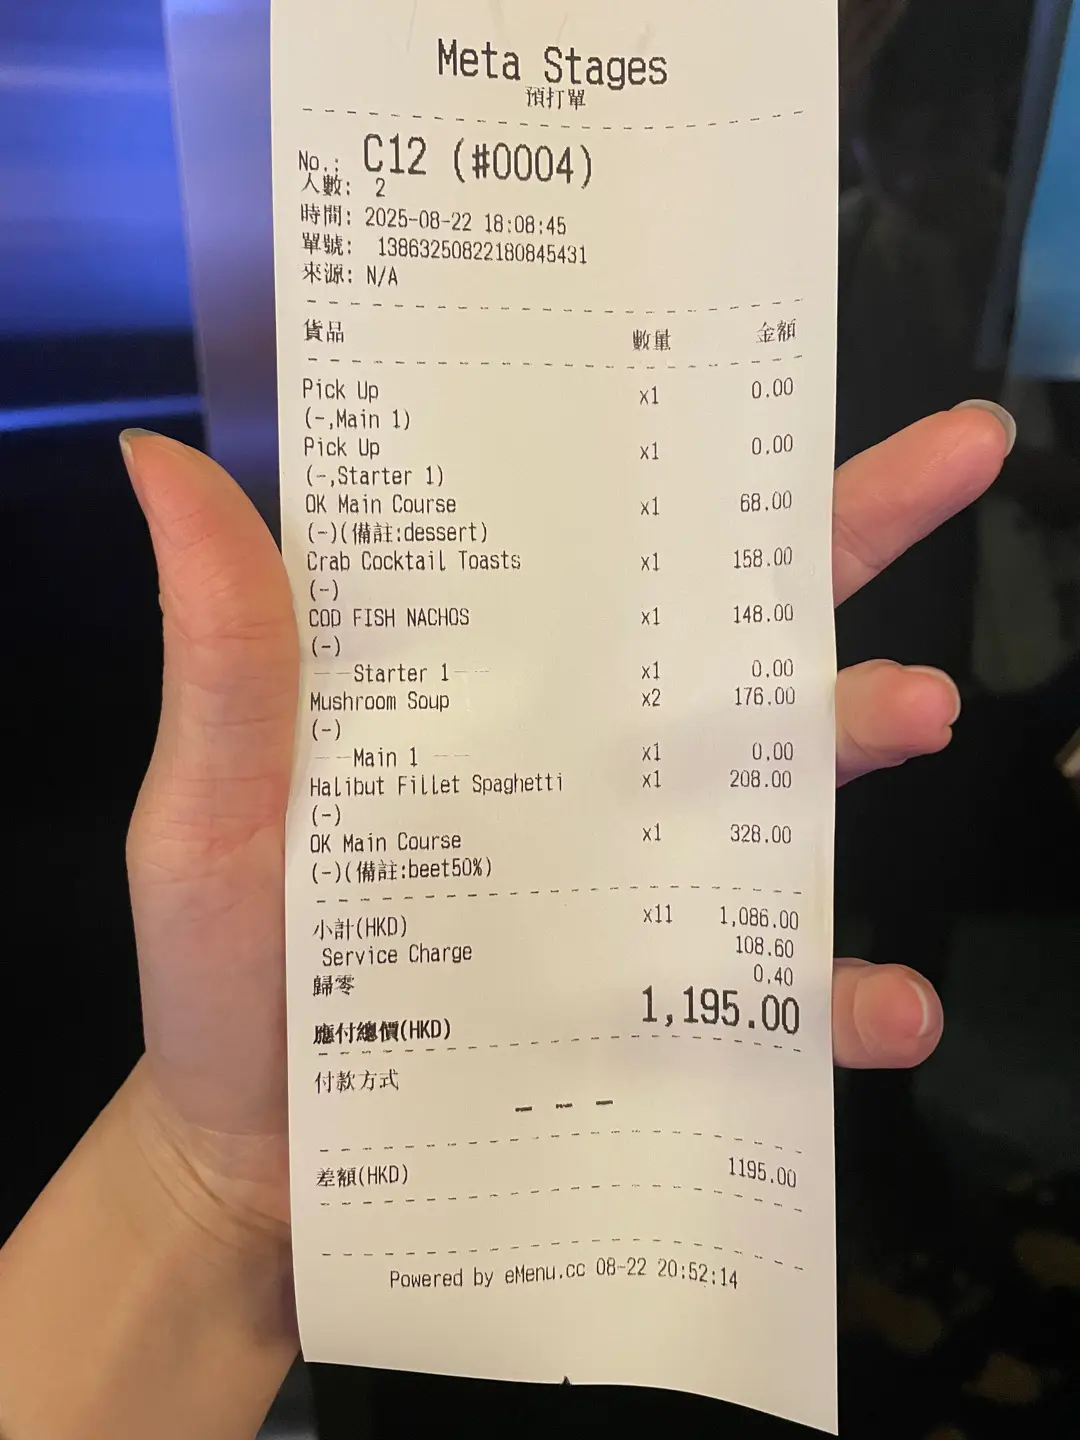 Meta Stages
預打單
No.: C12 (#0004)
人數: 2
時間: 2025-08-22 18:08:45
單號: 13863250822180845431
來源: N/A
貨品 數量 金額
Pick Up x1 0.00
(-,Main 1)
Pick Up x1 0.00
(-,Starter 1)
OK Main Course x1 68.00
(-)(備註:dessert)
Crab Cocktail Toasts x1 158.00
(-)
COD FISH NACHOS x1 148.00
(-)
——Starter 1—— x1 0.00
Mushroom Soup x2 176.00
(-)
——Main 1—— x1 0.00
Halibut Fillet Spaghetti x1 208.00
(-)
OK Main Course x1 328.00
(-)(備註:beet50%)
小計(HKD) x11 1,086.00
Service Charge 108.60
歸零 0.40
應付總價(HKD) 1,195.00
付款方式
— — —
差額(HKD) 1195.00
Powered by eMenu.cc 08-22 20:52:14